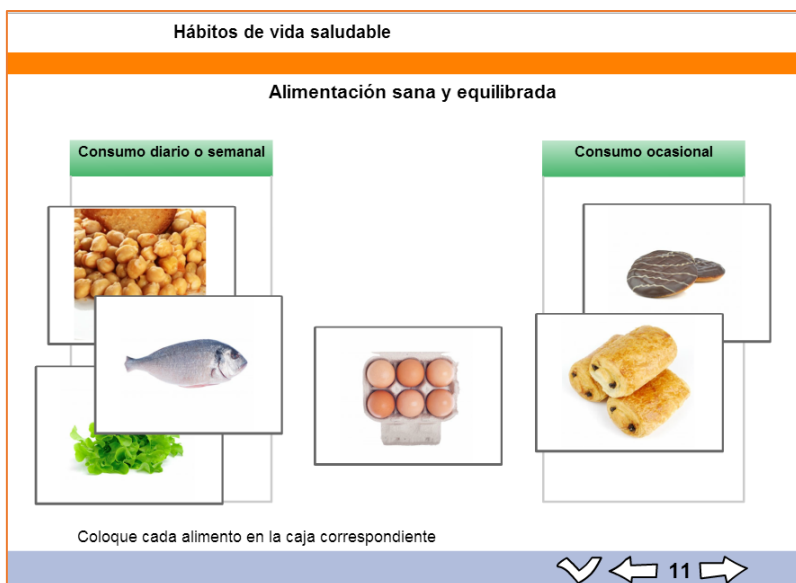 Hábitos de vida saludable
Alimentación sana y equilibrada
Consumo diario o semanal
Consumo ocasional
Coloque cada alimento en la caja correspondiente
11